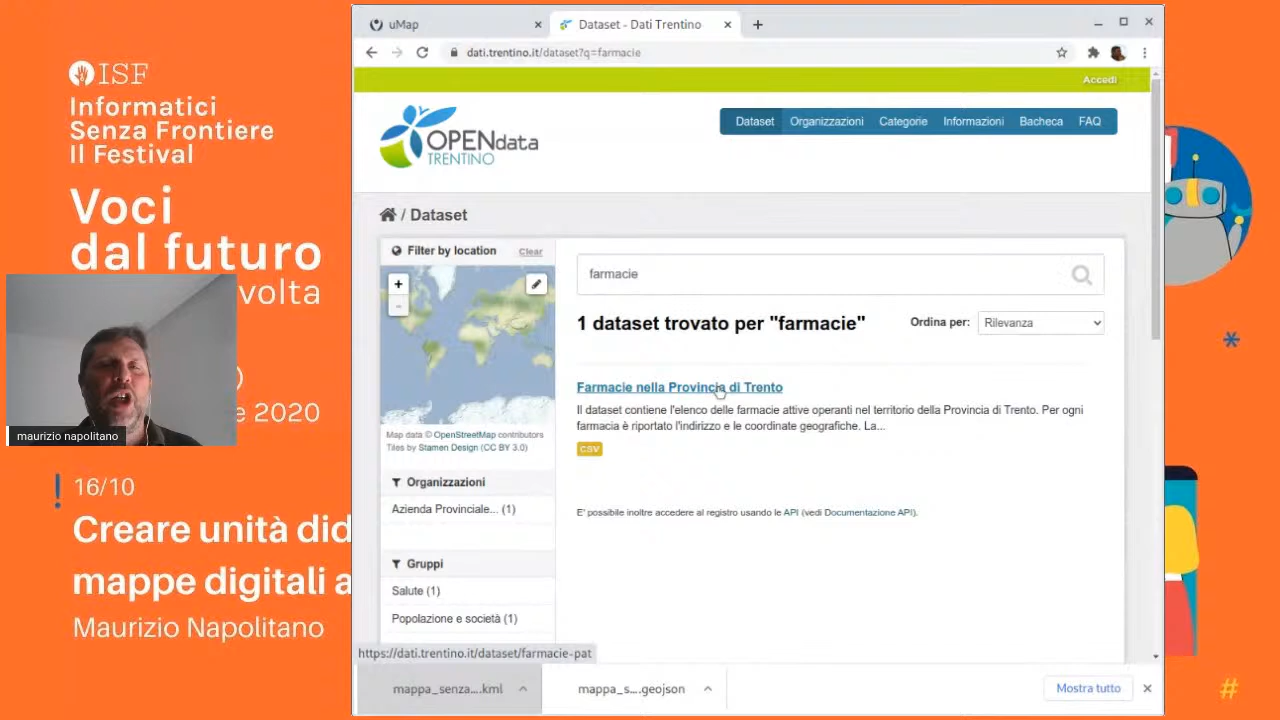 ISF
Informatici
Senza Frontiere
Il Festival
Voci
dal futuro
volta
)
e 2020
maurizio napolitano
! 16/10
Creare unità did
mappe digitali a
Maurizio Napolitano
uMap
Dataset - Dati Trentino
dati.trentino.it/dataset?q=farmacie
Accedi
OPENdata
TRENTINO
Dataset Organizzazioni Categorie Informazioni Bacheca FAQ
/ Dataset
Filter by location Clear
+
-
Map data © OpenStreetMap contributors
Tiles by Stamen Design (CC BY 3.0)
Organizzazioni
Azienda Provinciale... (1)
Gruppi
Salute (1)
Popolazione e società (1)
farmacie
1 dataset trovato per "farmacie"
Ordina per: Rilevanza
Farmacie nella Provincia di Trento
Il dataset contiene l'elenco delle farmacie attive operanti nel territorio della Provincia di Trento. Per ogni
farmacia è riportato l'indirizzo e le coordinate geografiche. La...
CSV
E' possibile inoltre accedere al registro usando le API (vedi Documentazione API).
https://dati.trentino.it/dataset/farmacie-pat
mappa_senza....kml
mappa_s....geojson
Mostra tutto
*
#